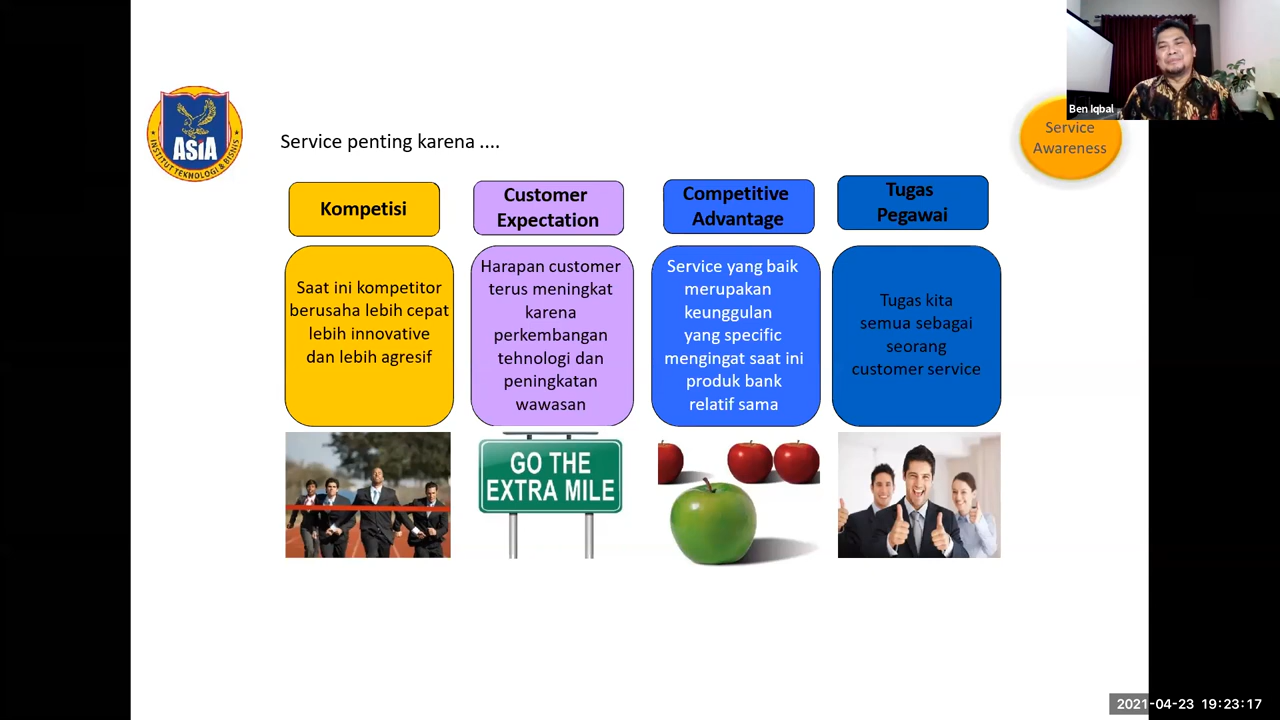 Ben Iqbal
ASIA
INSTITUT TEKNOLOGI & BISNIS
Service penting karena ....
Service
Awareness
Kompetisi
Saat ini kompetitor
berusaha lebih cepat
lebih innovative
dan lebih agresif
Customer
Expectation
Harapan customer
terus meningkat
karena
perkembangan
tehnologi dan
peningkatan
wawasan
GO THE
EXTRA MILE
Competitive
Advantage
Service yang baik
merupakan
keunggulan
yang specific
mengingat saat ini
produk bank
relatif sama
Tugas
Pegawai
Tugas kita
semua sebagai
seorang
customer service
2021-04-23 19:23:17